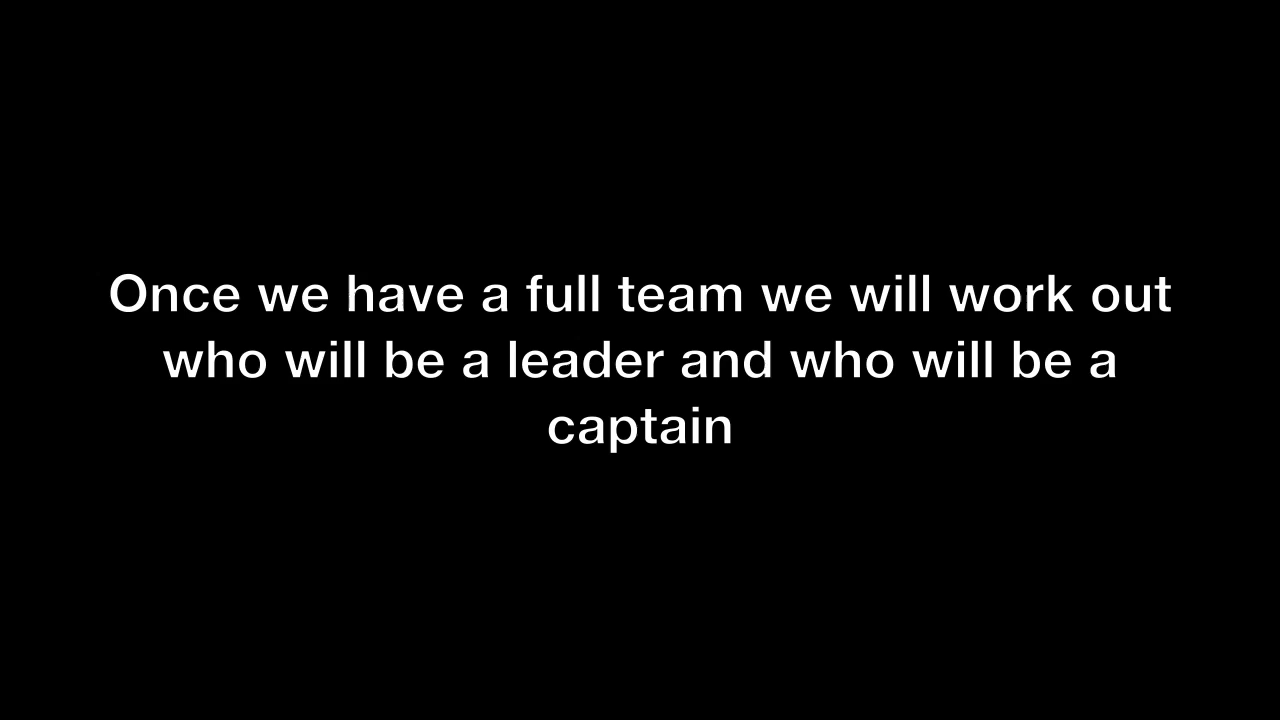 Once we have a full team we will work out
who will be a leader and who will be a
captain